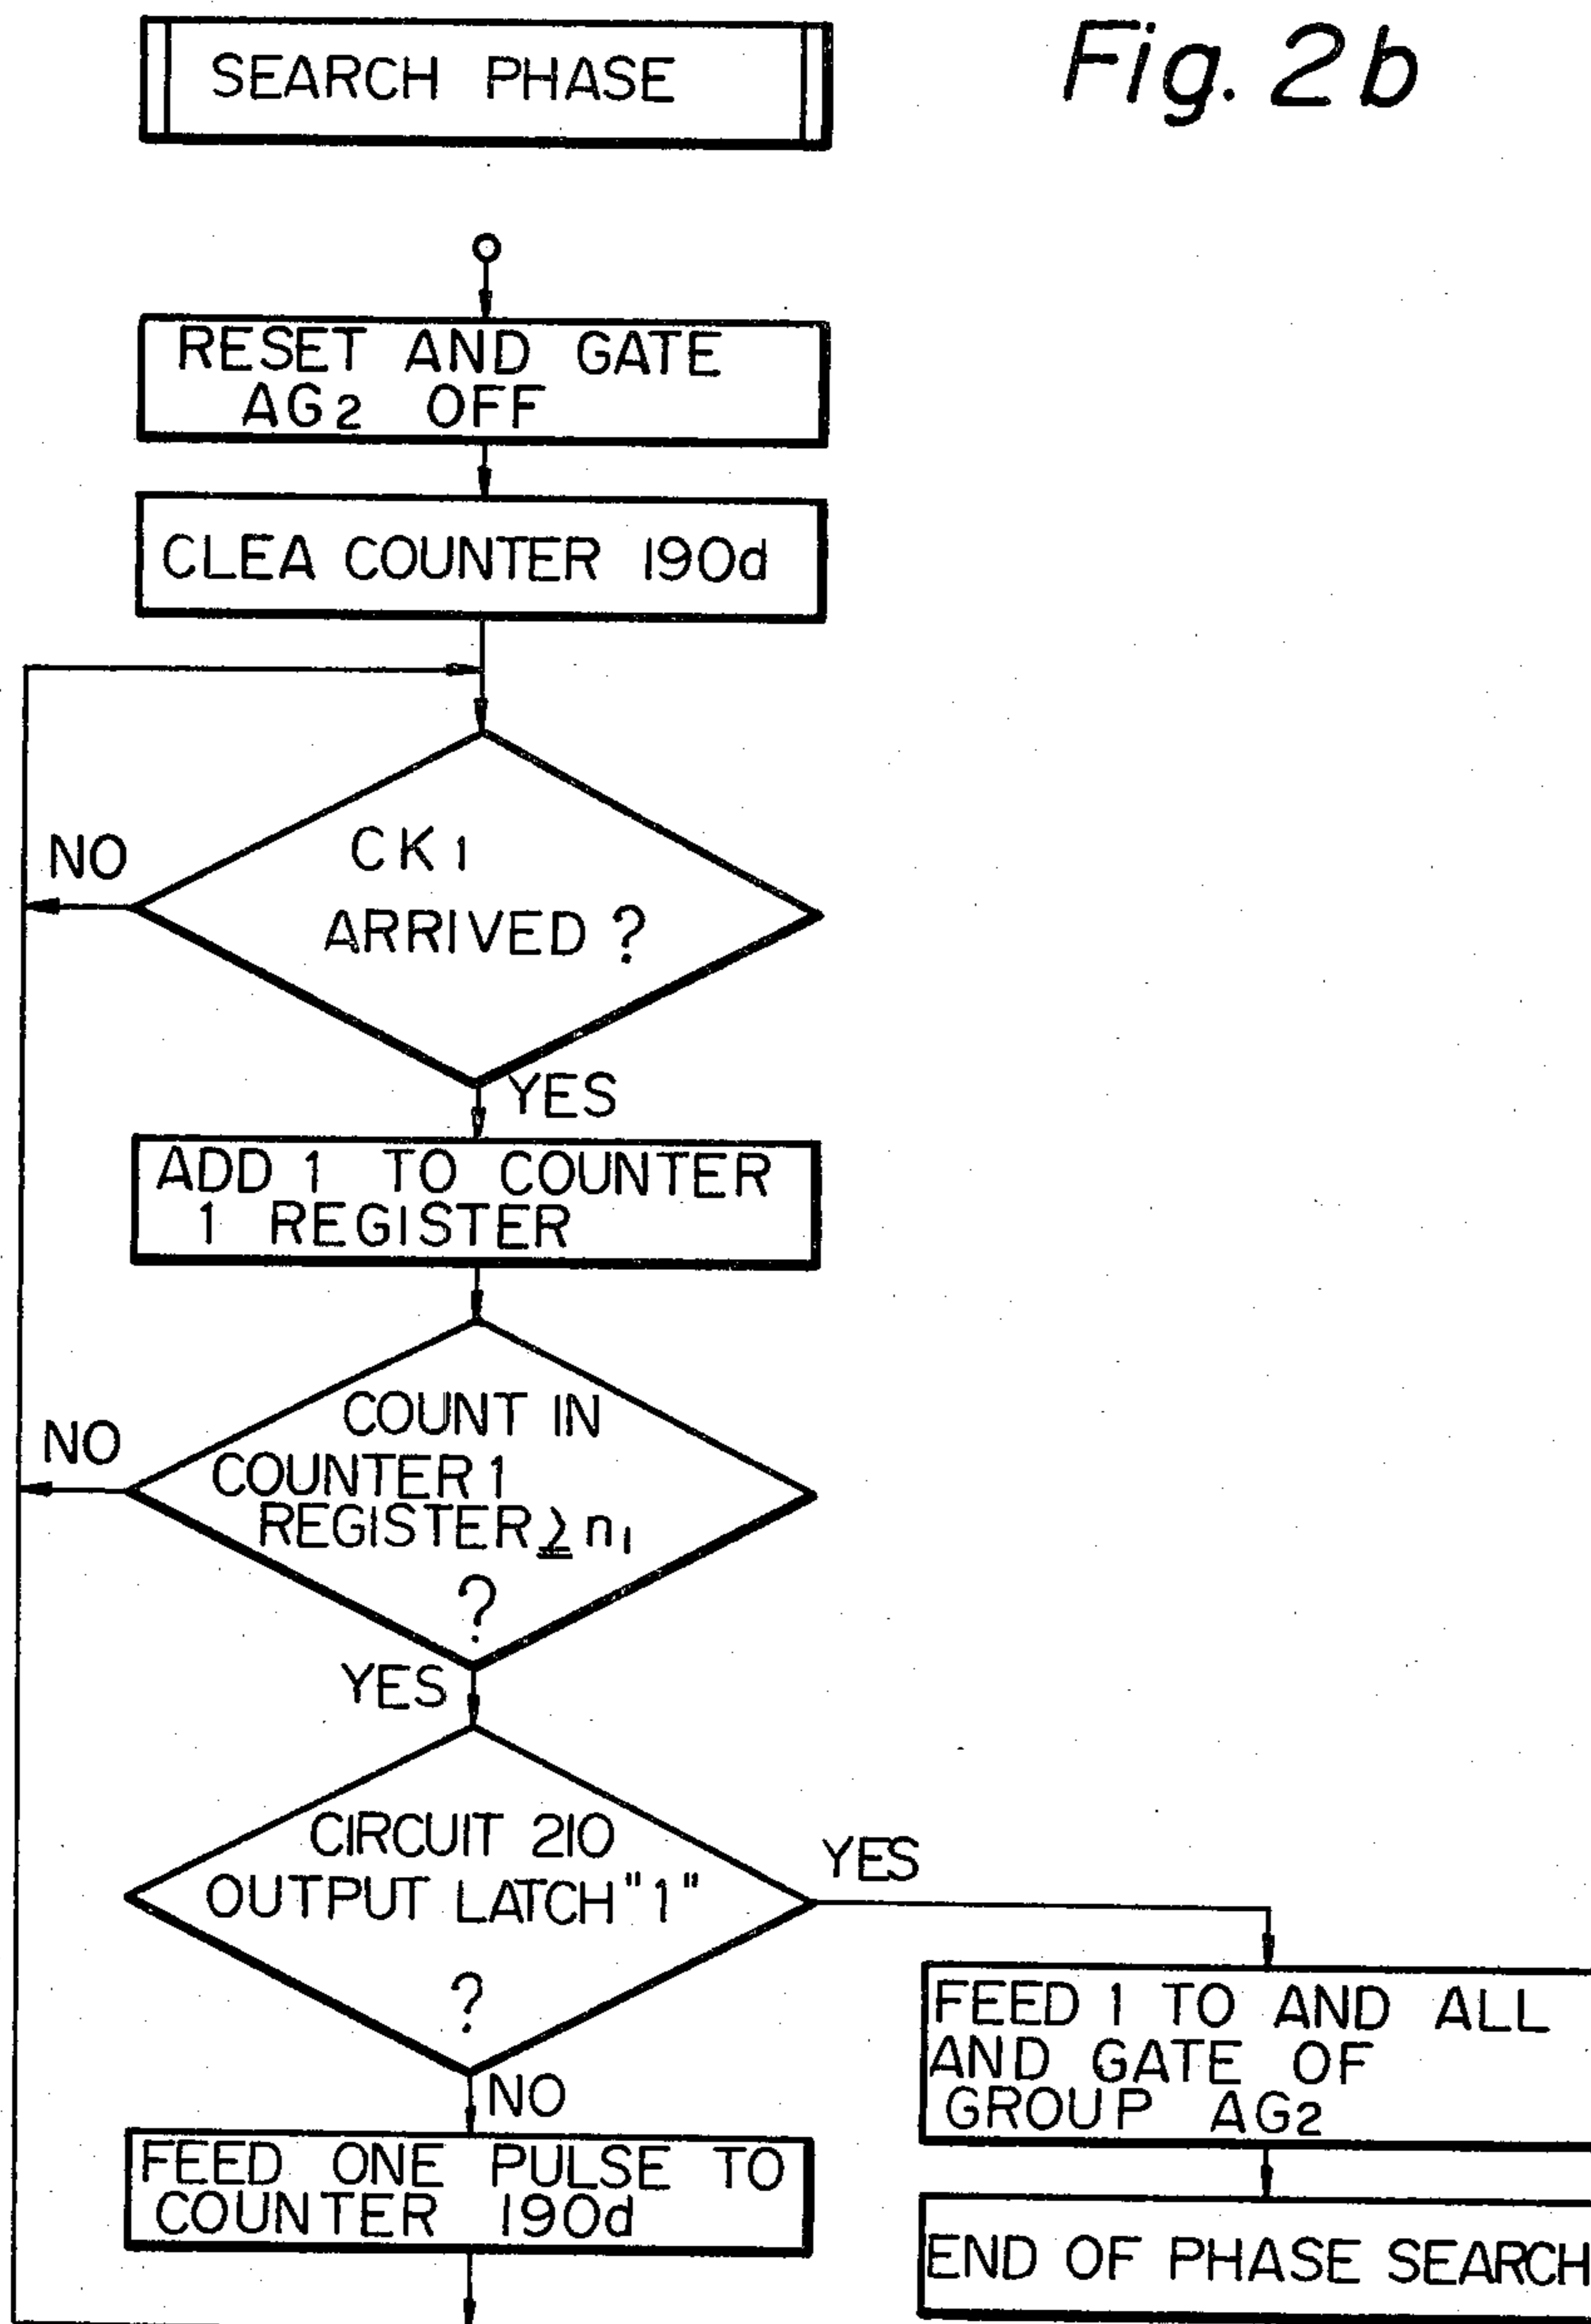 SEARCH PHASE
Fig. 2b
RESET AND GATE
AG2 OFF
CLEA COUNTER 190d
CK1
ARRIVED ?
NO
YES
ADD 1 TO COUNTER
1 REGISTER
COUNT IN
COUNTER 1
REGISTER ≧ n1
?
NO
YES
CIRCUIT 210
OUTPUT LATCH "1"
?
YES
NO
FEED 1 TO AND ALL
AND GATE OF
GROUP AG2
FEED ONE PULSE TO
COUNTER 190d
END OF PHASE SEARCH